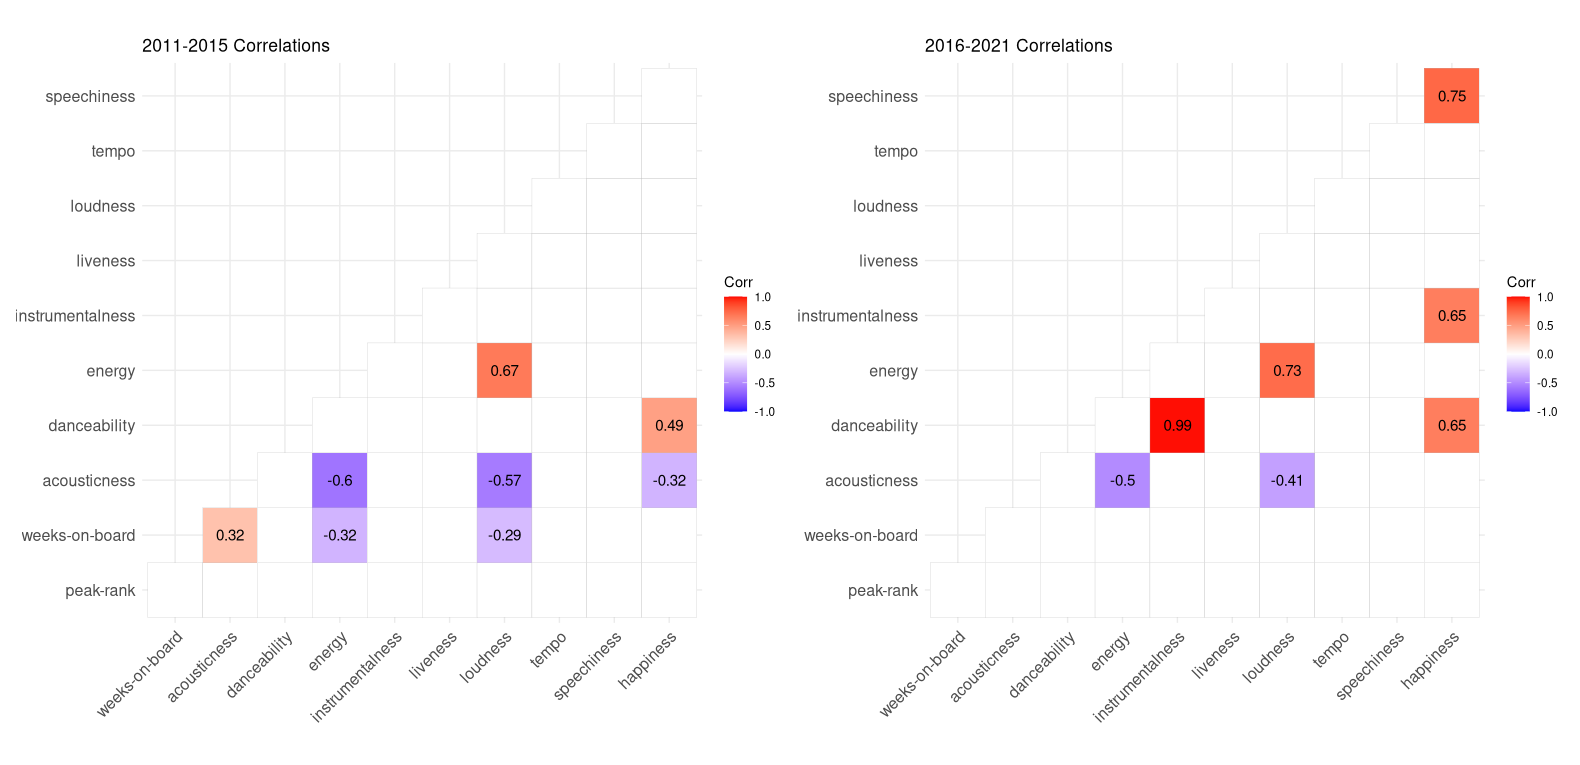 2011-2015 Correlations
speechiness
tempo
loudness
liveness
instrumentalness
energy
0.67
danceability
0.49
acousticness
-0.6
-0.57
-0.32
weeks-on-board
0.32
-0.32
-0.29
peak-rank
weeks-on-board
acousticness
danceability
energy
instrumentalness
liveness
loudness
tempo
speechiness
happiness
Corr
1.0
0.5
0.0
-0.5
-1.0
2016-2021 Correlations
speechiness
0.75
tempo
loudness
liveness
instrumentalness
0.65
energy
0.73
danceability
0.99
0.65
acousticness
-0.5
-0.41
weeks-on-board
peak-rank
weeks-on-board
acousticness
danceability
energy
instrumentalness
liveness
loudness
tempo
speechiness
happiness
Corr
1.0
0.5
0.0
-0.5
-1.0